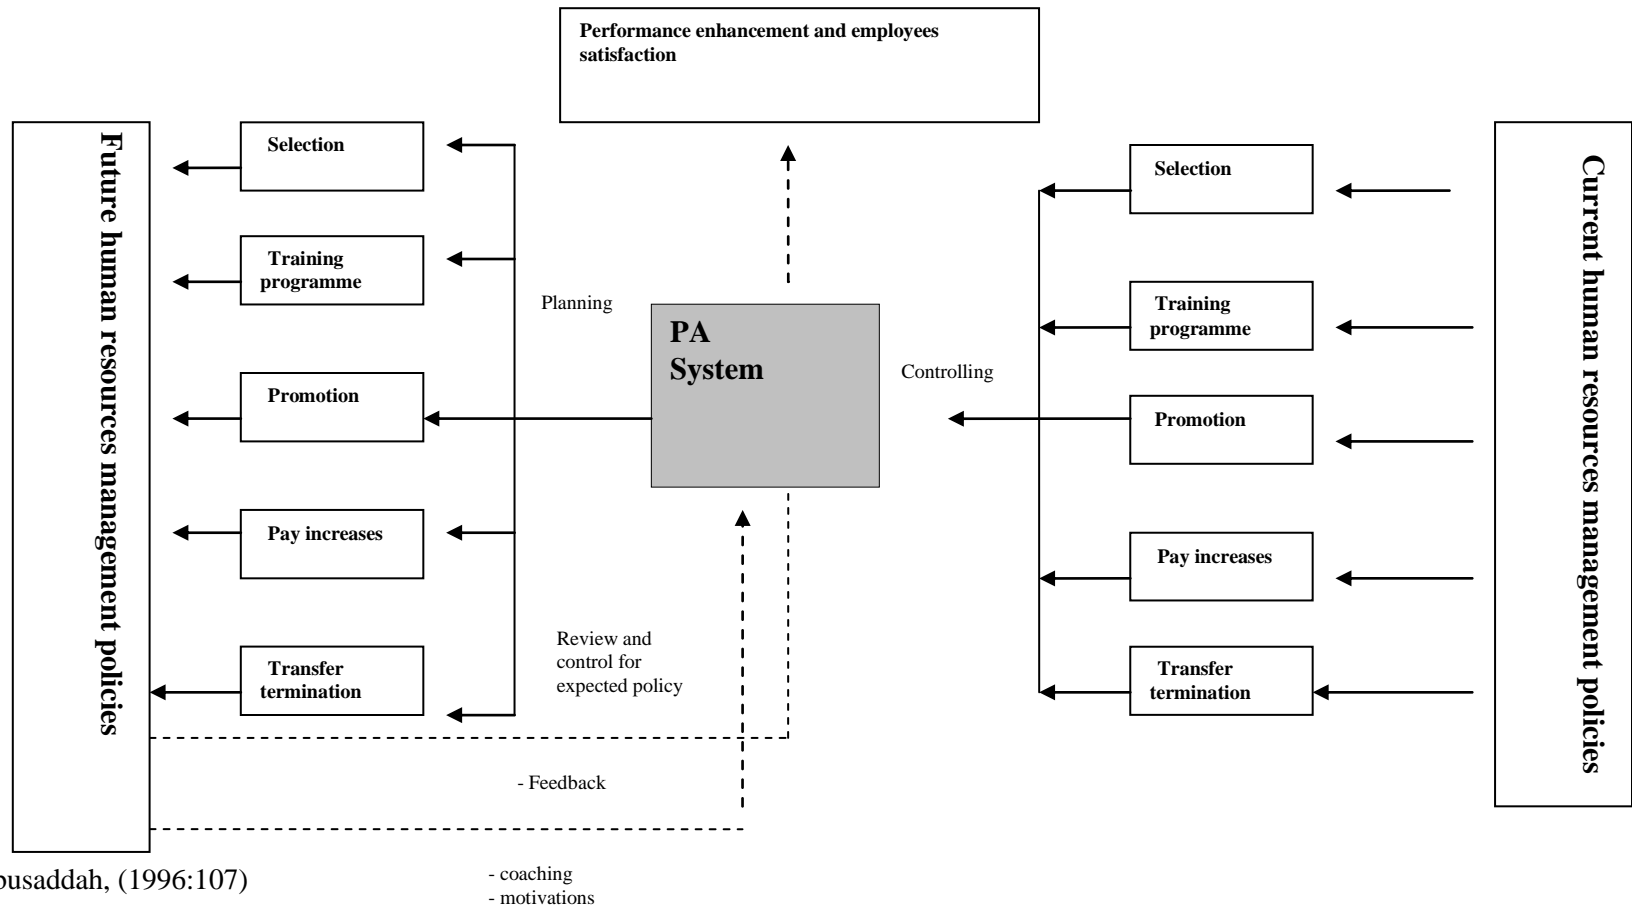 Performance enhancement and employees
satisfaction
Future human resources management policies
Selection
Training
programme
Promotion
Pay increases
Transfer
termination
Planning
PA
System
Controlling
Review and
control for
expected policy
- Feedback
- coaching
- motivations
Selection
Training
programme
Promotion
Pay increases
Transfer
termination
Current human resources management policies
(1996:107)